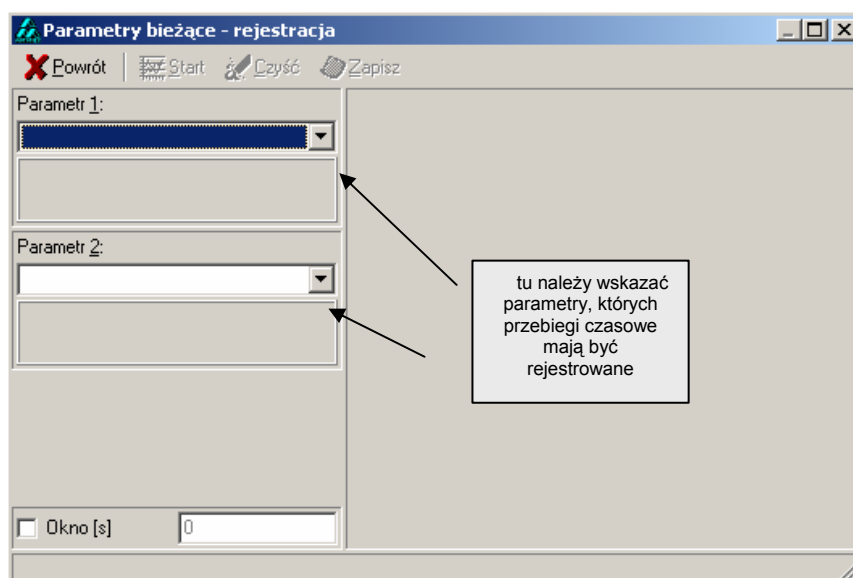 Parametry bieżące - rejestracja
Powrót Start Czyść Zapisz
Parametr 1:
Parametr 2:
tu należy wskazać
parametry, których
przebiegi czasowe
mają być
rejestrowane
Okno [s] 0